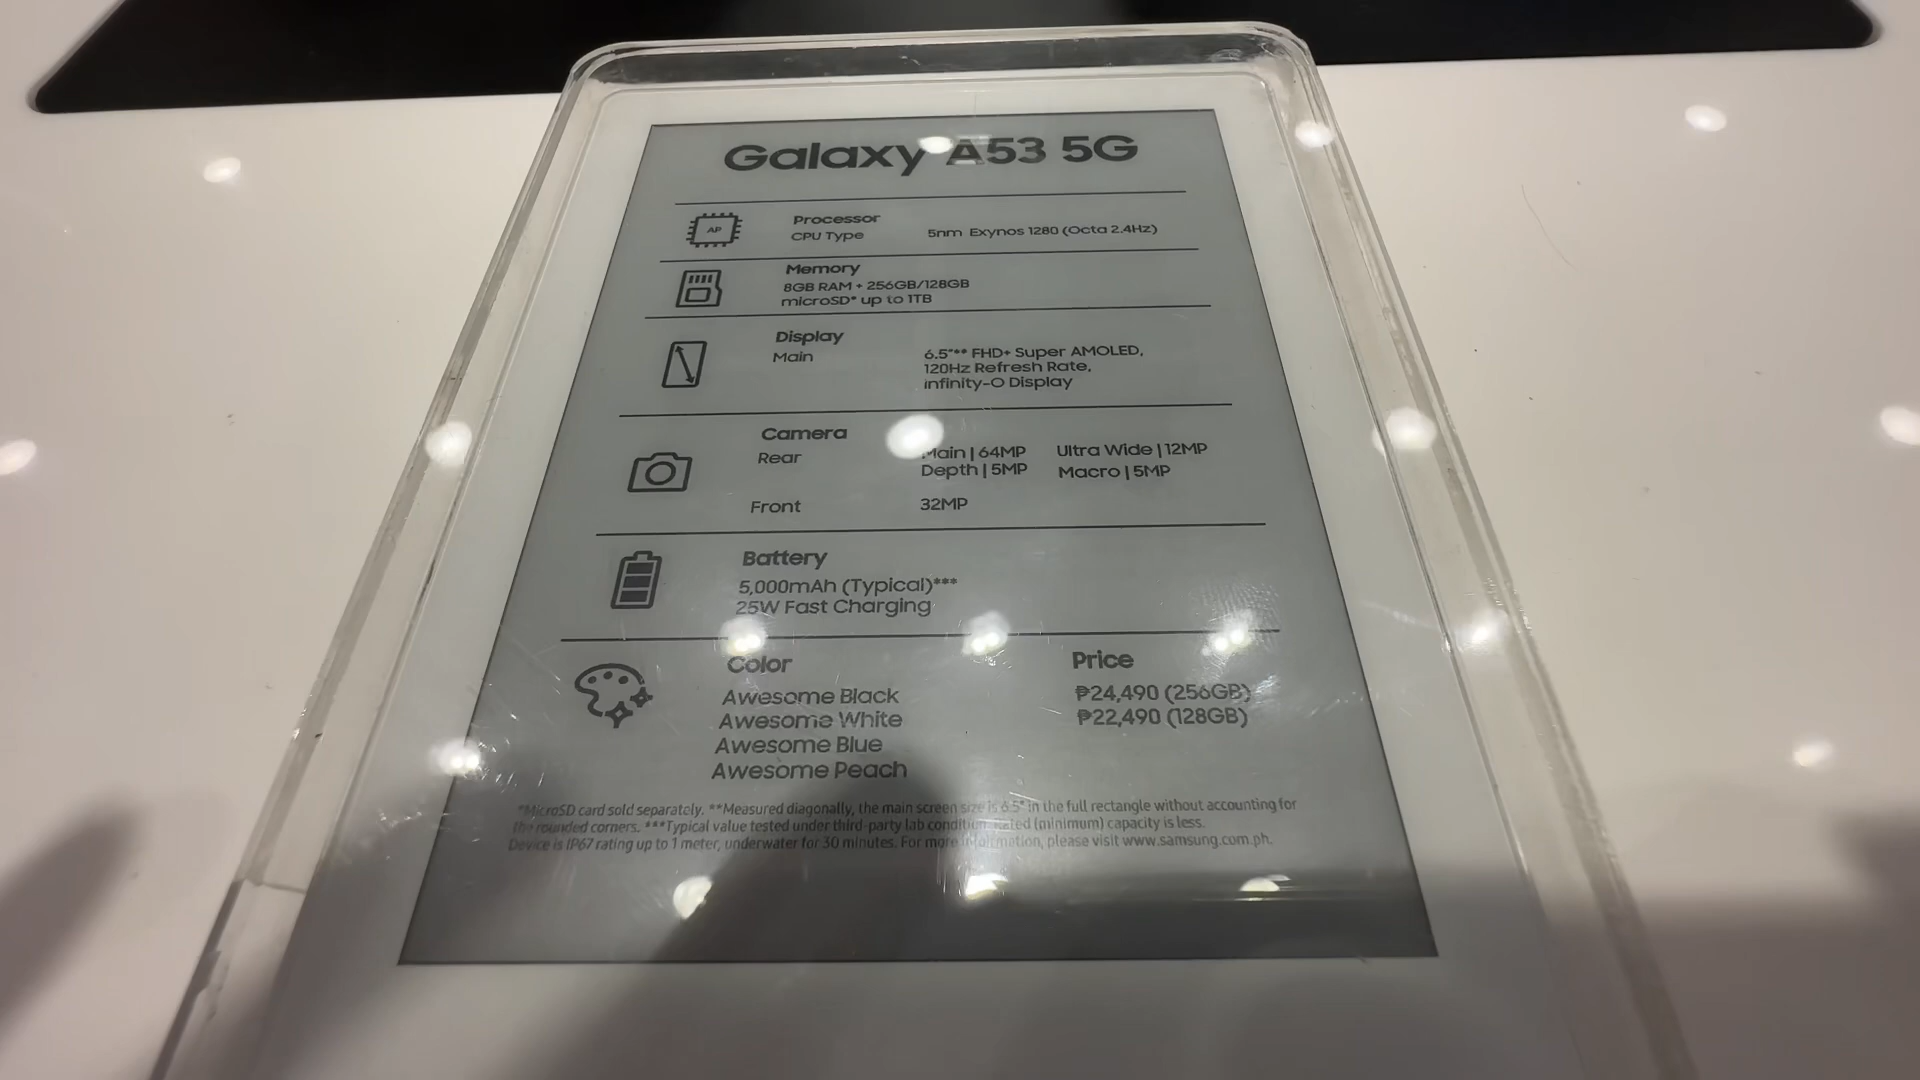 Galaxy A53 5G
AP
Processor
CPU Type 5nm Exynos 1280 (Octa 2.4Hz)
Memory
8GB RAM + 256GB/128GB
microSD* up to 1TB
Display
Main 6.5"** FHD+ Super AMOLED,
120Hz Refresh Rate,
infinity-O Display
Camera
Rear Main | 64MP Ultra Wide | 12MP
Depth | 5MP Macro | 5MP
Front 32MP
Battery
5,000mAh (Typical)***
25W Fast Charging
Color Price
Awesome Black ₱24,490 (256GB)
Awesome White ₱22,490 (128GB)
Awesome Blue
Awesome Peach
*MicroSD card sold separately. **Measured diagonally, the main screen size is 6.5" in the full rectangle without accounting for
the rounded corners. ***Typical value tested under third-party lab condition. Rated (minimum) capacity is less.
Device is IP67 rating up to 1 meter, underwater for 30 minutes. For more information, please visit www.samsung.com.ph.